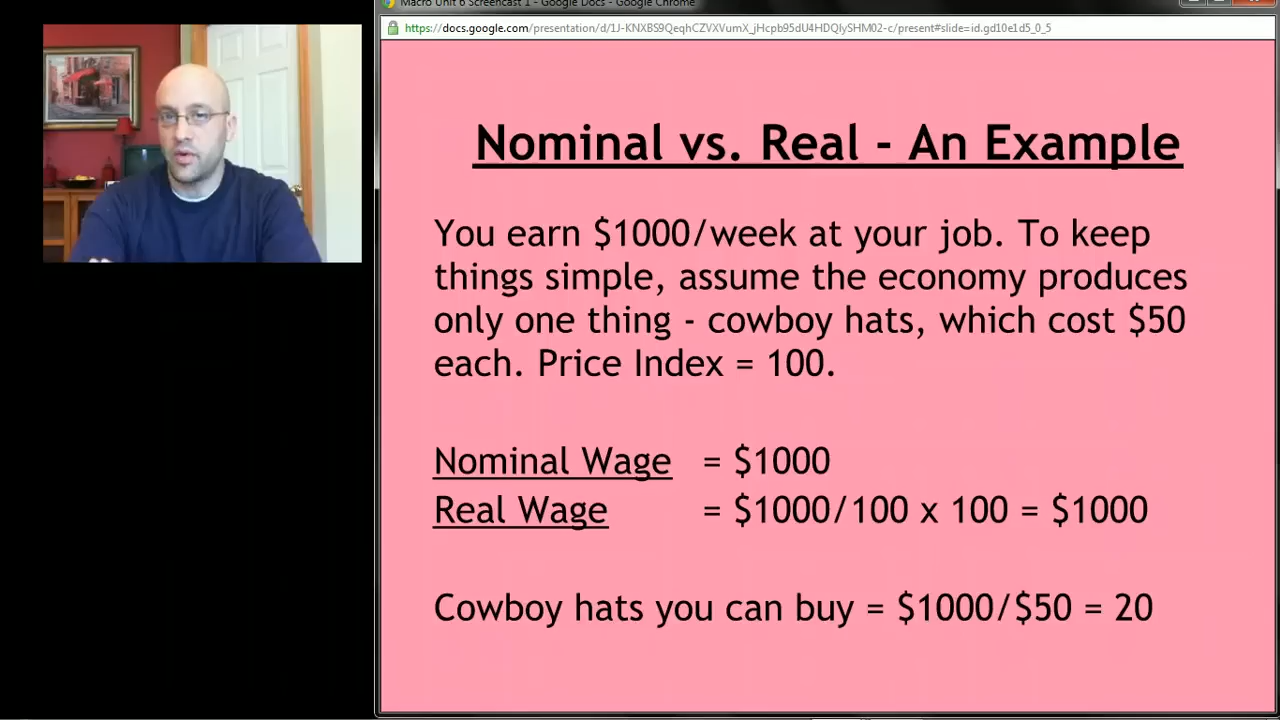 Macro Unit 6 Screencast 1 - Google Docs - Google Chrome
https://docs.google.com/presentation/d/1J-KNXBS9QeqhCZVXVumX_jHcpb95dU4HDQIySHM02-c/present#slide=id.gd10e1d5_0_5
Nominal vs. Real - An Example
You earn $1000/week at your job. To keep
things simple, assume the economy produces
only one thing - cowboy hats, which cost $50
each. Price Index = 100.
Nominal Wage = $1000
Real Wage = $1000/100 x 100 = $1000
Cowboy hats you can buy = $1000/$50 = 20